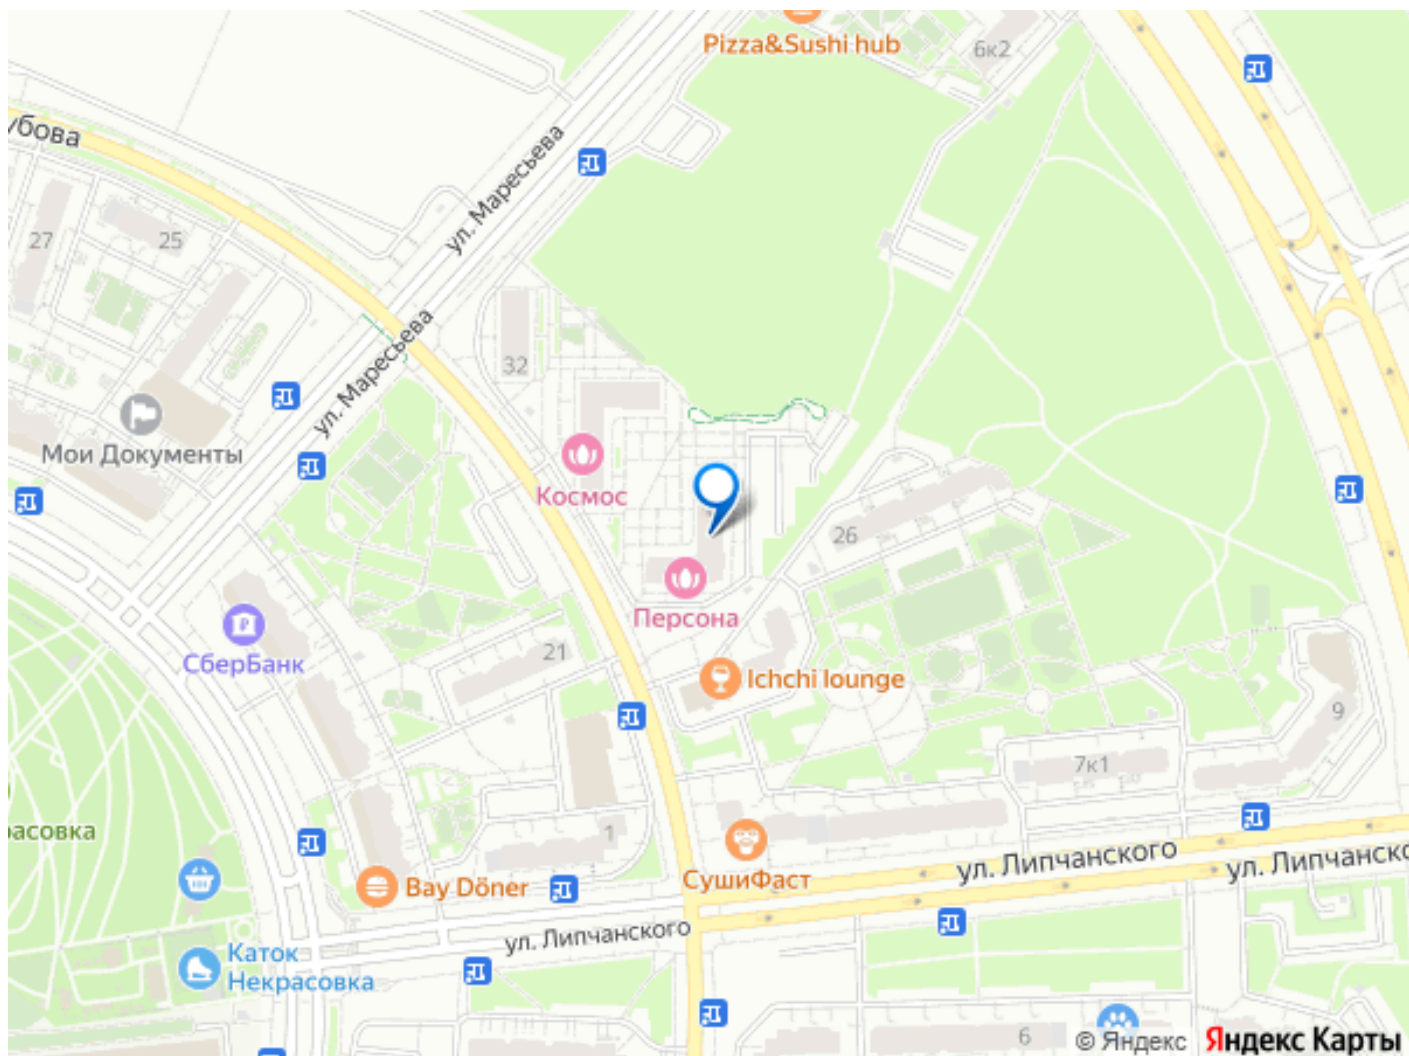 Pizza&Sushi hub
6к2
убова
ул. Маресьева
27
25
ул. Маресьева
32
Мои Документы
Космос
26
Персона
СберБанк
21
Ichchi lounge
9
7к1
расовка
1
ул. Липчанского
ул. Липчанско
СушиФаст
Bay Döner
ул. Липчанского
Каток
Некрасовка
6
© Яндекс Яндекс Карты